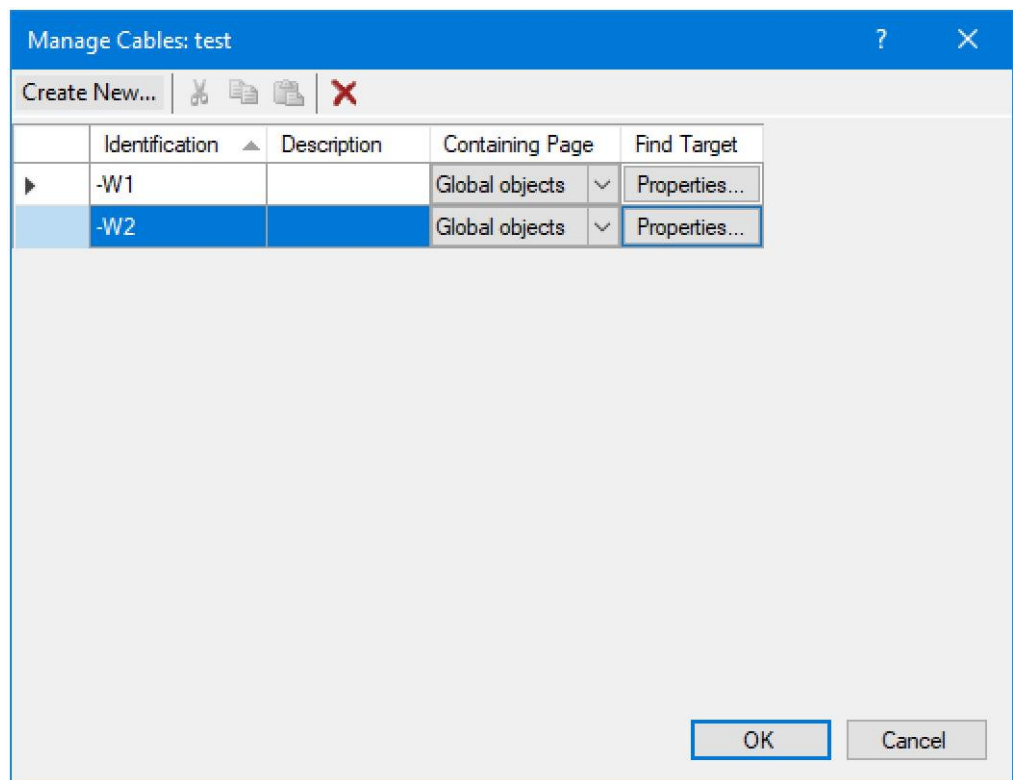 Manage Cables: test ?
Create New...
Identification Description Containing Page Find Target
-W1 Global objects Properties...
-W2 Global objects Properties...
OK Cancel